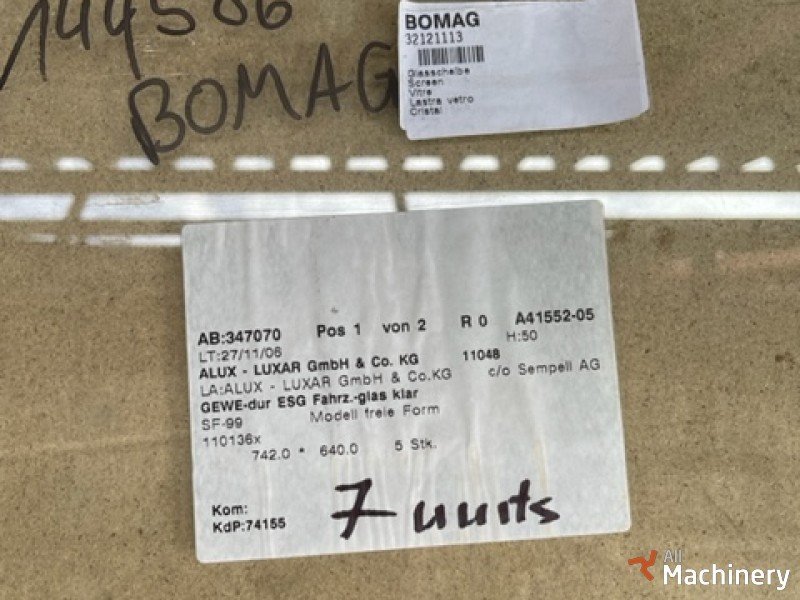 144506
BOMAG
BOMAG
32121113
Glasscheibe
Screen
Vitre
Lastra vetro
Cristal
AB:347070 Pos 1 von 2 R 0 A41552-05
LT:27/11/06 H:50
ALUX - LUXAR GmbH & Co. KG 11048
LA:ALUX - LUXAR GmbH & Co.KG c/o Sempell AG
GEWE-dur ESG Fahrz.-glas klar
SF-99 Modell freie Form
110136x
742.0 * 640.0 5 Stk.
Kom:
KdP:74155
7 units
All
Machinery